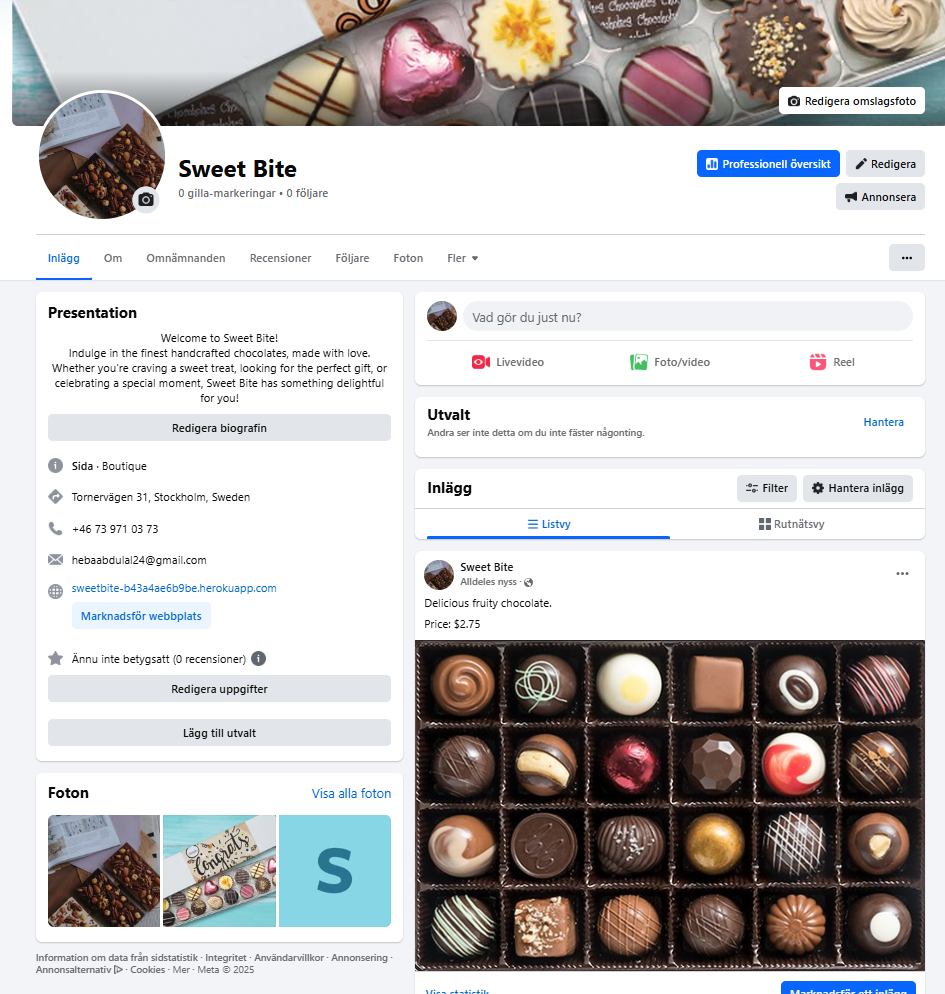 Redigera omslagsfoto
Sweet Bite
0 gilla-markeringar • 0 följare
Professionell översikt
Redigera
Annonsera
Inlägg
Om
Omnämnanden
Recensioner
Följare
Foton
Fler
Presentation
Welcome to Sweet Bite!
Indulge in the finest handcrafted chocolates, made with love.
Whether you're craving a sweet treat, looking for the perfect gift, or
celebrating a special moment, Sweet Bite has something delightful
for you!
Redigera biografin
Sida · Boutique
Tornervägen 31, Stockholm, Sweden
+46 73 971 03 73
hebaabdulal24@gmail.com
sweetbite-b43a4ae6b9be.herokuapp.com
Marknadsför webbplats
Ännu inte betygsatt (0 recensioner)
Redigera uppgifter
Lägg till utvalt
Foton
Visa alla foton
Congrats
S
Information om data från sidstatistik · Integritet · Användarvillkor · Annonsering ·
Annonsalternativ · Cookies · Mer · Meta © 2025
Vad gör du just nu?
Livevideo
Foto/video
Reel
Utvalt
Andra ser inte detta om du inte fäster någonting.
Hantera
Inlägg
Filter
Hantera inlägg
Listvy
Rutnätsvy
Sweet Bite
Alldeles nyss ·
Delicious fruity chocolate.
Price: $2.75
Visa statistik
Marknadsför ett inlägg